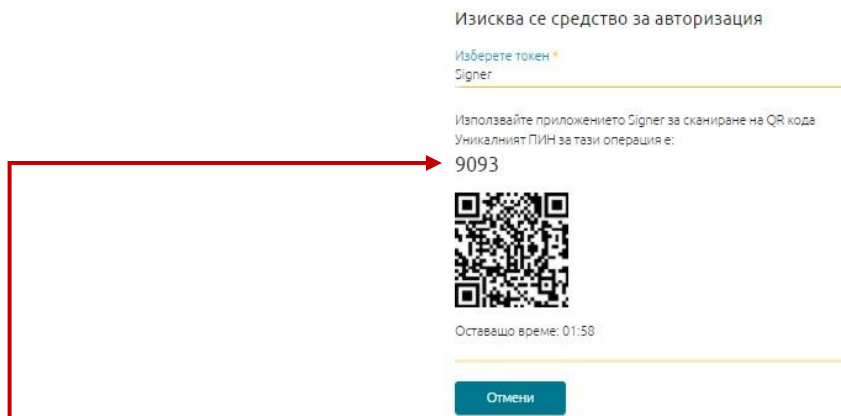 Изисква се средство за авторизация
Изберете токен *
Signer
Използвайте приложението Signer за сканиране на QR кода
Уникалният ПИН за тази операция е:
9093
Оставащо време: 01:58
Отмени